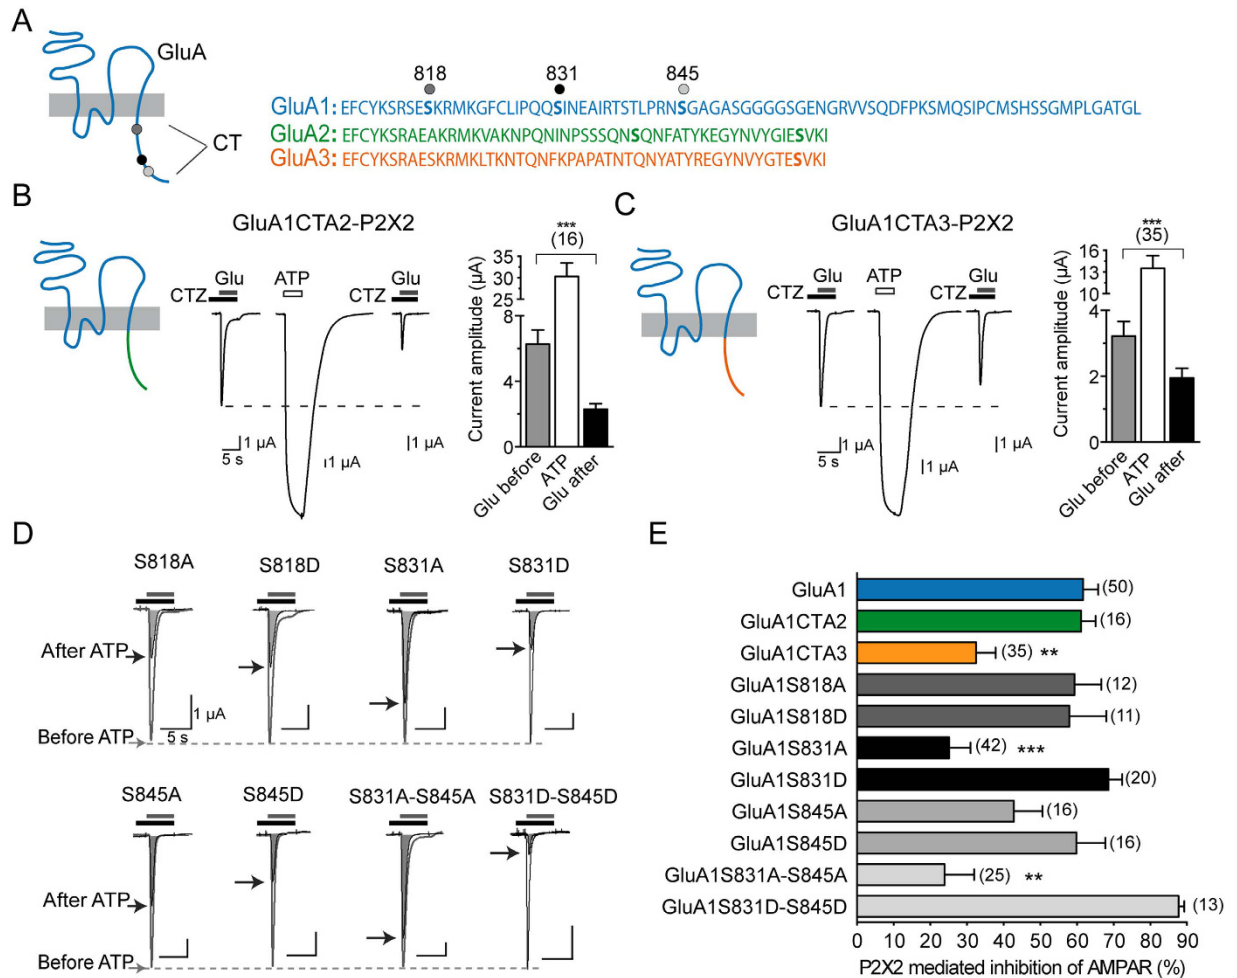 A
GluA
CT
818 831 845
GluA1: EFCYKSRSESKRMKGFCLIPQQSINEAIRTSTLPRNSGAGASGGGGSGENGRVVSQDFPKSMQSIPCMSHSSGMPLGATGL
GluA2: EFCYKSRAEAKRMKVAKNPQNINPSSSQNSQNFATYKEGYNVYGIESVKI
GluA3: EFCYKSRAESKRMKLTKNTQNFKPAPATNTQNYATYREGYNVYGTESVKI
B
GluA1CTA2-P2X2
CTZ Glu
ATP
CTZ Glu
1 µA
5 s
1 µA
1 µA
Current amplitude (µA)
35
30
25
8
4
0
***
(16)
Glu before
ATP
Glu after
C
GluA1CTA3-P2X2
Glu
CTZ
ATP
Glu
CTZ
1 µA
5 s
1 µA
1 µA
Current amplitude (µA)
16
13
10
4
2
0
***
(35)
Glu before
ATP
Glu after
D
S818A S818D S831A S831D
After ATP
1 µA
5 s
Before ATP
S845A S845D S831A-S845A S831D-S845D
After ATP
Before ATP
E
GluA1 (50)
GluA1CTA2 (16)
GluA1CTA3 (35) **
GluA1S818A (12)
GluA1S818D (11)
GluA1S831A (42) ***
GluA1S831D (20)
GluA1S845A (16)
GluA1S845D (16)
GluA1S831A-S845A (25) **
GluA1S831D-S845D (13)
0 10 20 30 40 50 60 70 80 90
P2X2 mediated inhibition of AMPAR (%)